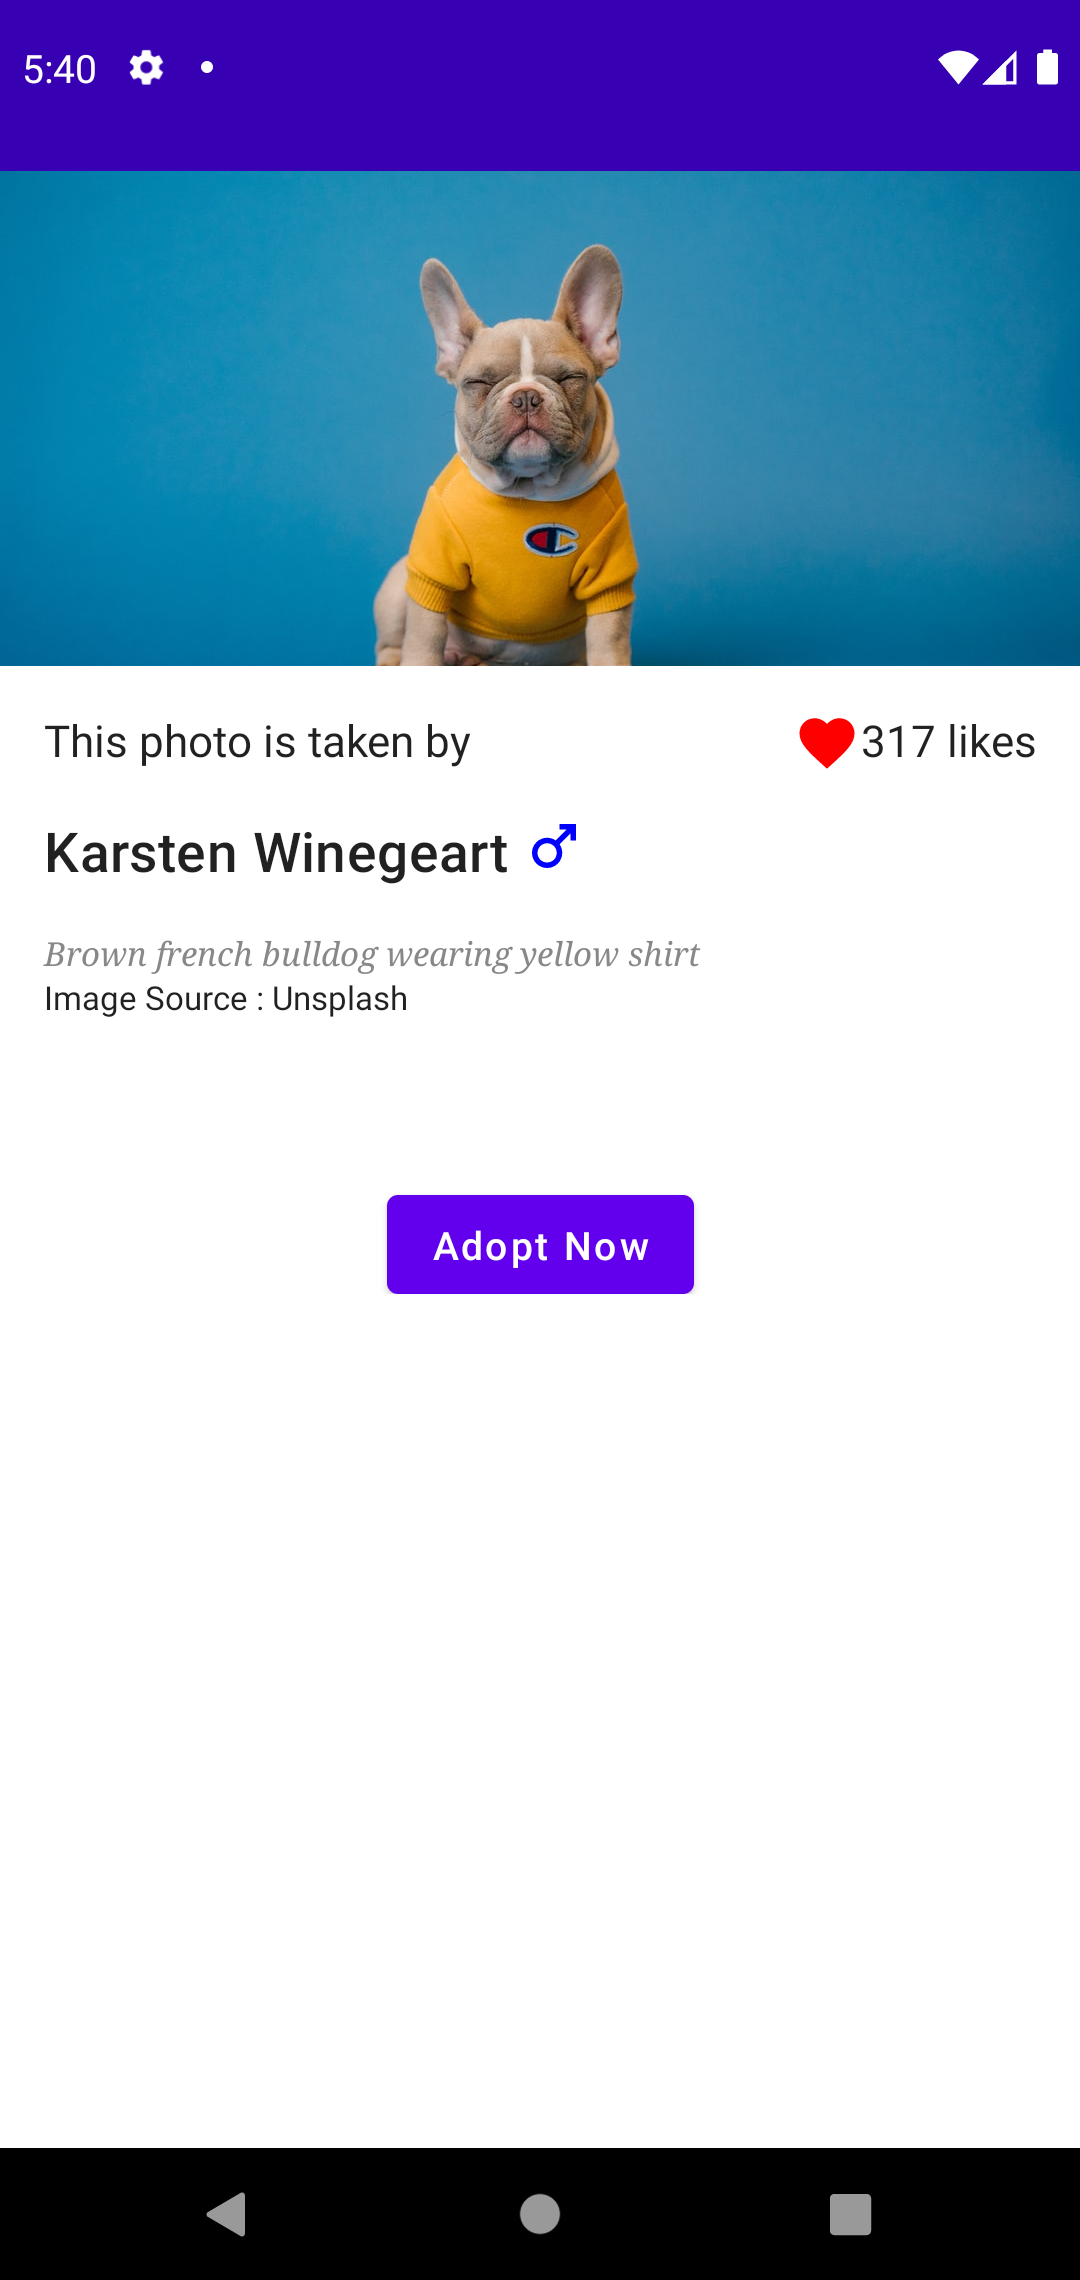 5:40
This photo is taken by
317 likes
Karsten Winegeart
Brown french bulldog wearing yellow shirt
Image Source : Unsplash
Adopt Now